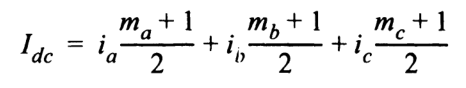 I_{dc} = i_a \frac{m_a + 1}{2} + i_b \frac{m_b + 1}{2} + i_c \frac{m_c + 1}{2}